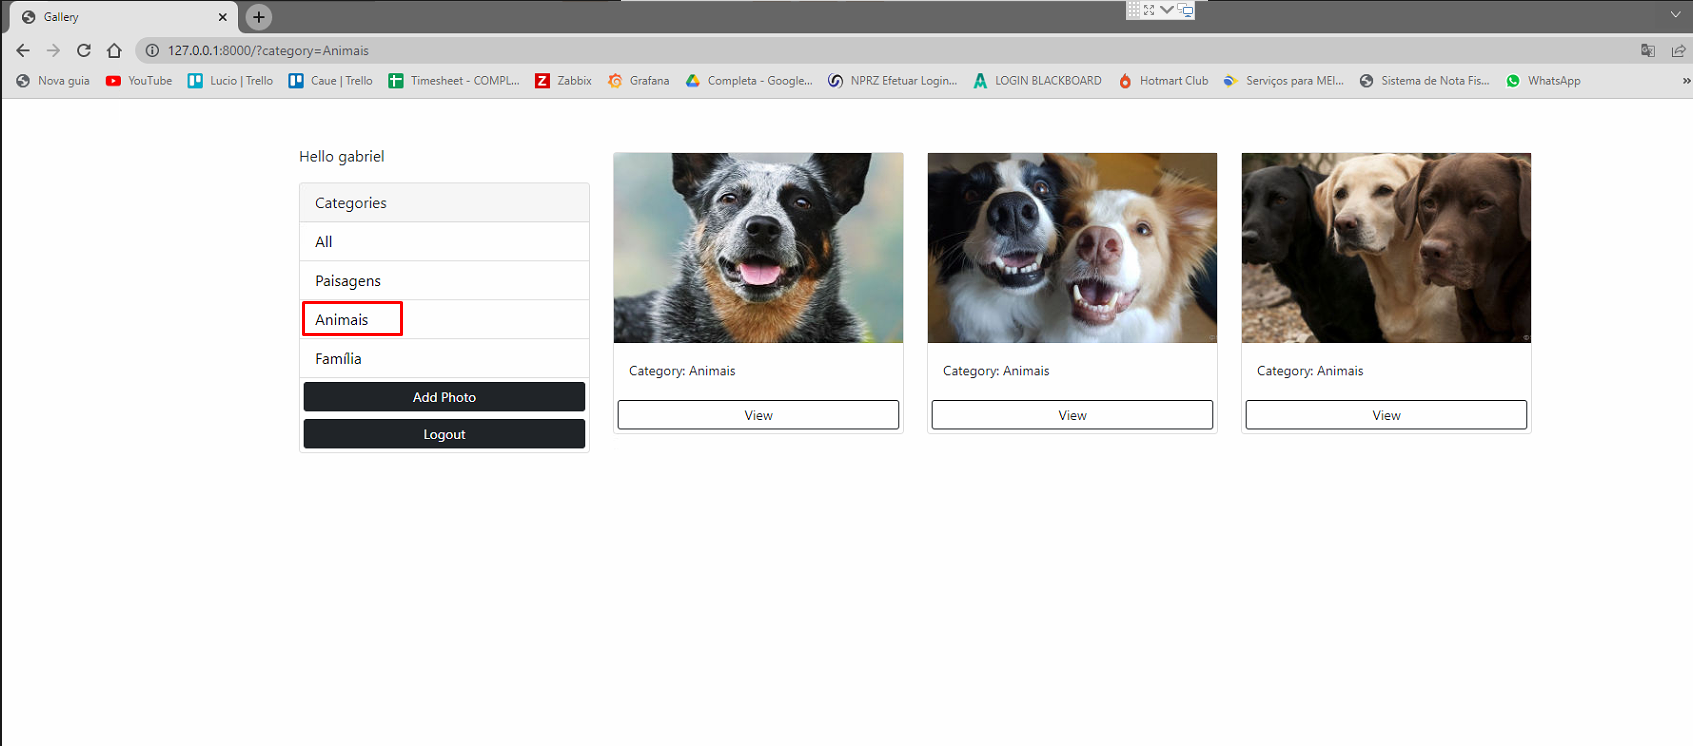 Gallery
127.0.0.1:8000/?category=Animais
Nova guia YouTube Lucio | Trello Caue | Trello Timesheet - COMPL... Zabbix Grafana Completa - Google... NPRZ Efetuar Login... LOGIN BLACKBOARD Hotmart Club Serviços para MEI... Sistema de Nota Fis... WhatsApp »
Hello gabriel
Categories
All
Paisagens
Animais
Família
Add Photo
Logout
Category: Animais
View
Category: Animais
View
Category: Animais
View